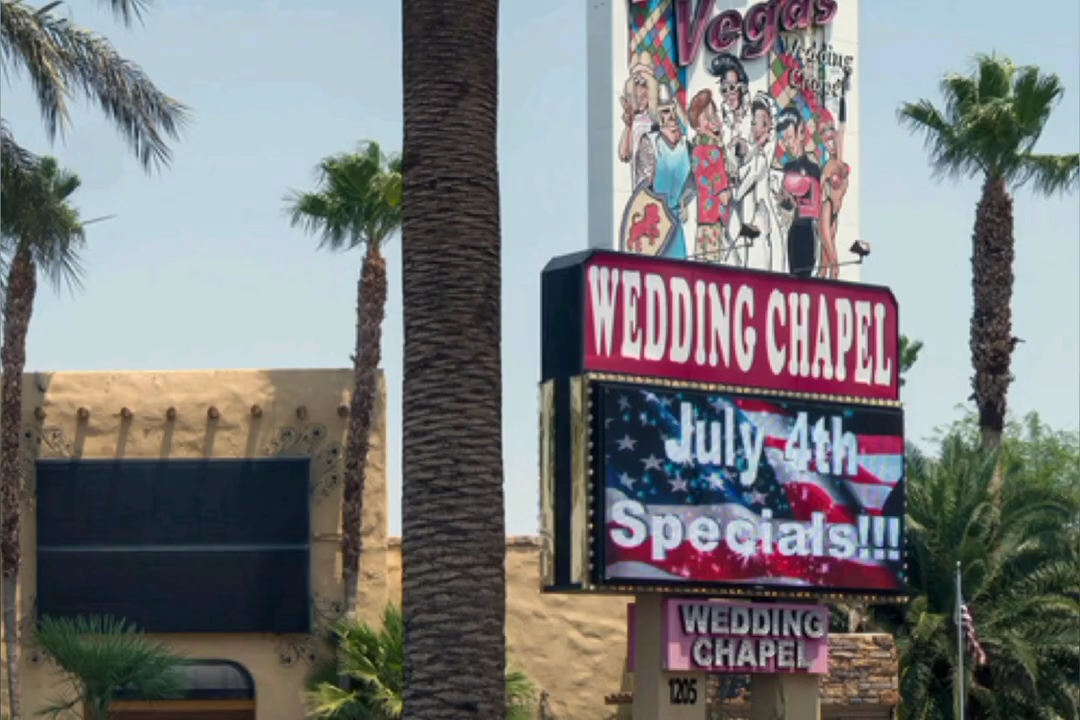 Vegas
Wedding
Chapel
WEDDING CHAPEL
July 4th
Specials!!!
WEDDING
CHAPEL
1205